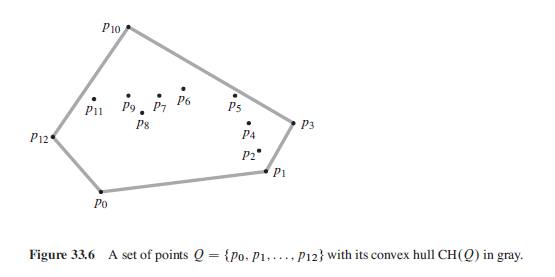 p10
p11 p9 p7 p6 p5
p8
p12
p4 p3
p2
p1
p0
Figure 33.6 A set of points Q = {p0, p1, . . . , p12} with its convex hull CH(Q) in gray.